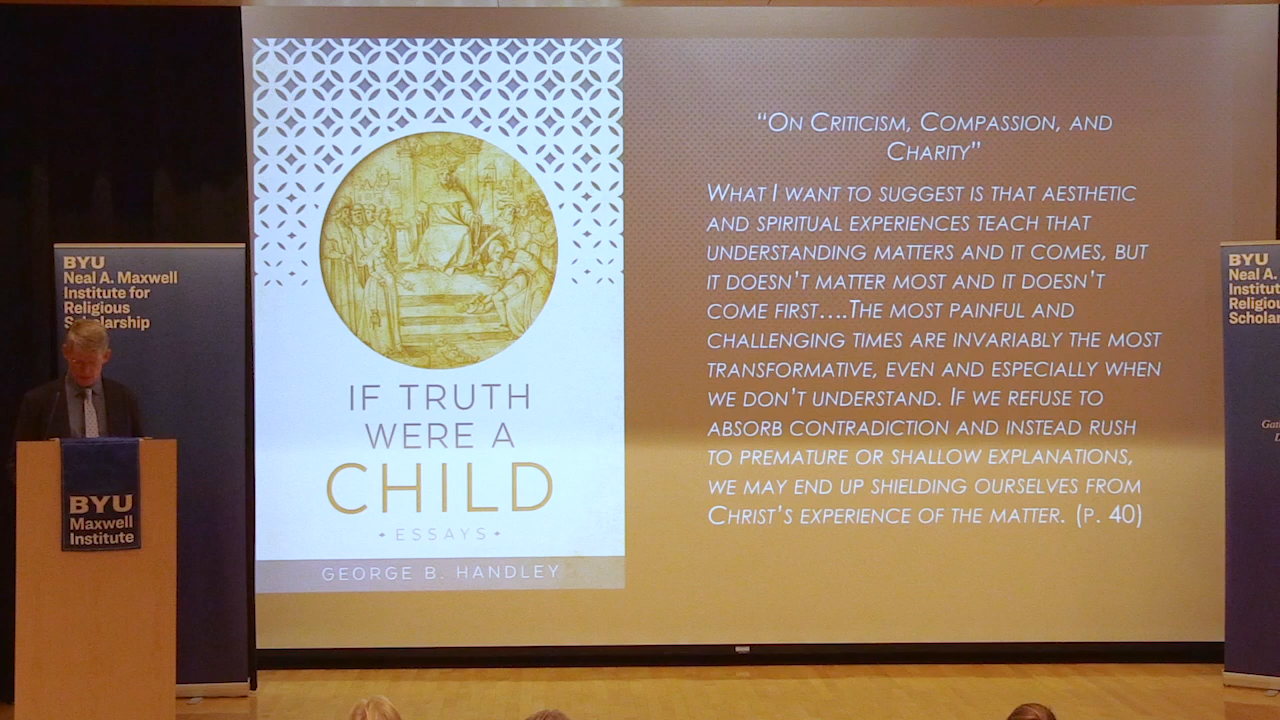 BYU
Neal A. Maxwell
Institute for
Religious
Scholarship
BYU
Maxwell
Institute
IF TRUTH
WERE A
CHILD
ESSAYS
GEORGE B. HANDLEY
“ON CRITICISM, COMPASSION, AND
CHARITY”
WHAT I WANT TO SUGGEST IS THAT AESTHETIC
AND SPIRITUAL EXPERIENCES TEACH THAT
UNDERSTANDING MATTERS AND IT COMES, BUT
IT DOESN’T MATTER MOST AND IT DOESN’T
COME FIRST....THE MOST PAINFUL AND
CHALLENGING TIMES ARE INVARIABLY THE MOST
TRANSFORMATIVE, EVEN AND ESPECIALLY WHEN
WE DON’T UNDERSTAND. IF WE REFUSE TO
ABSORB CONTRADICTION AND INSTEAD RUSH
TO PREMATURE OR SHALLOW EXPLANATIONS,
WE MAY END UP SHIELDING OURSELVES FROM
CHRIST’S EXPERIENCE OF THE MATTER. (P. 40)
BYU
Neal A.
Institut
Religiou
Scholar